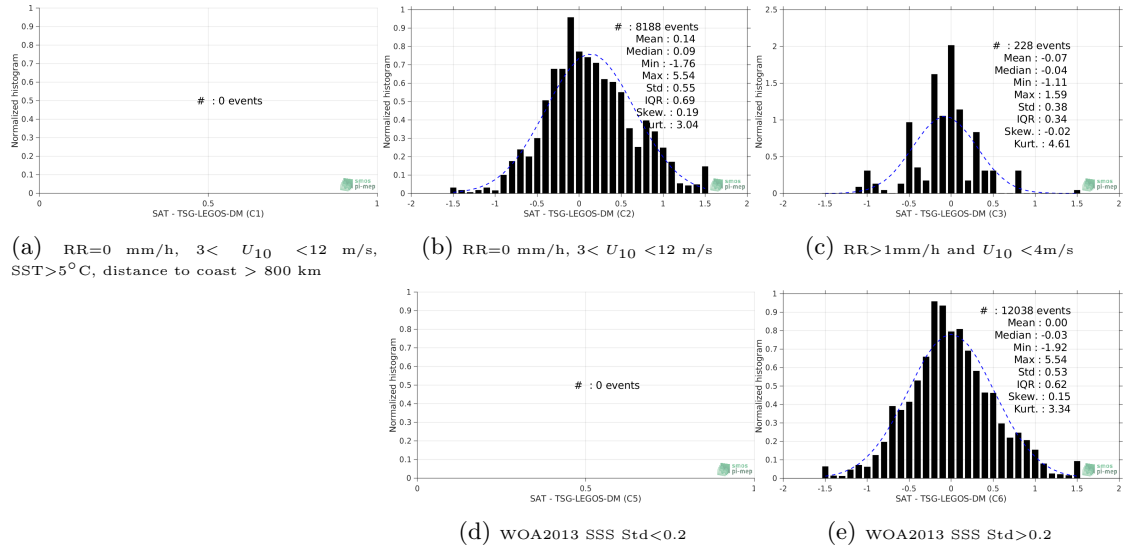 Normalized histogram
1
0.9
0.8
0.7
0.6
0.5
0.4
0.3
0.2
0.1
0
# : 0 events
0 0.5 1
SAT - TSG-LEGOS-DM (C1)
smos
pi-mep
(a) RR=0 mm/h, 3< U10 <12 m/s,
SST>5°C, distance to coast > 800 km
Normalized histogram
1
0.9
0.8
0.7
0.6
0.5
0.4
0.3
0.2
0.1
0
# : 8188 events
Mean : 0.14
Median : 0.09
Min : -1.76
Max : 5.54
Std : 0.55
IQR : 0.69
Skew. : 0.19
Kurt. : 3.04
-2 -1.5 -1 -0.5 0 0.5 1 1.5 2
SAT - TSG-LEGOS-DM (C2)
smos
pi-mep
(b) RR=0 mm/h, 3< U10 <12 m/s
Normalized histogram
2.5
2
1.5
1
0.5
0
# : 228 events
Mean : -0.07
Median : -0.04
Min : -1.11
Max : 1.59
Std : 0.38
IQR : 0.34
Skew. : -0.02
Kurt. : 4.61
-2 -1.5 -1 -0.5 0 0.5 1 1.5 2
SAT - TSG-LEGOS-DM (C3)
smos
pi-mep
(c) RR>1mm/h and U10 <4m/s
Normalized histogram
1
0.9
0.8
0.7
0.6
0.5
0.4
0.3
0.2
0.1
0
# : 0 events
0 0.5 1
SAT - TSG-LEGOS-DM (C5)
smos
pi-mep
(d) WOA2013 SSS Std<0.2
Normalized histogram
1
0.9
0.8
0.7
0.6
0.5
0.4
0.3
0.2
0.1
0
# : 12038 events
Mean : 0.00
Median : -0.03
Min : -1.92
Max : 5.54
Std : 0.53
IQR : 0.62
Skew. : 0.15
Kurt. : 3.34
-2 -1.5 -1 -0.5 0 0.5 1 1.5 2
SAT - TSG-LEGOS-DM (C6)
smos
pi-mep
(e) WOA2013 SSS Std>0.2